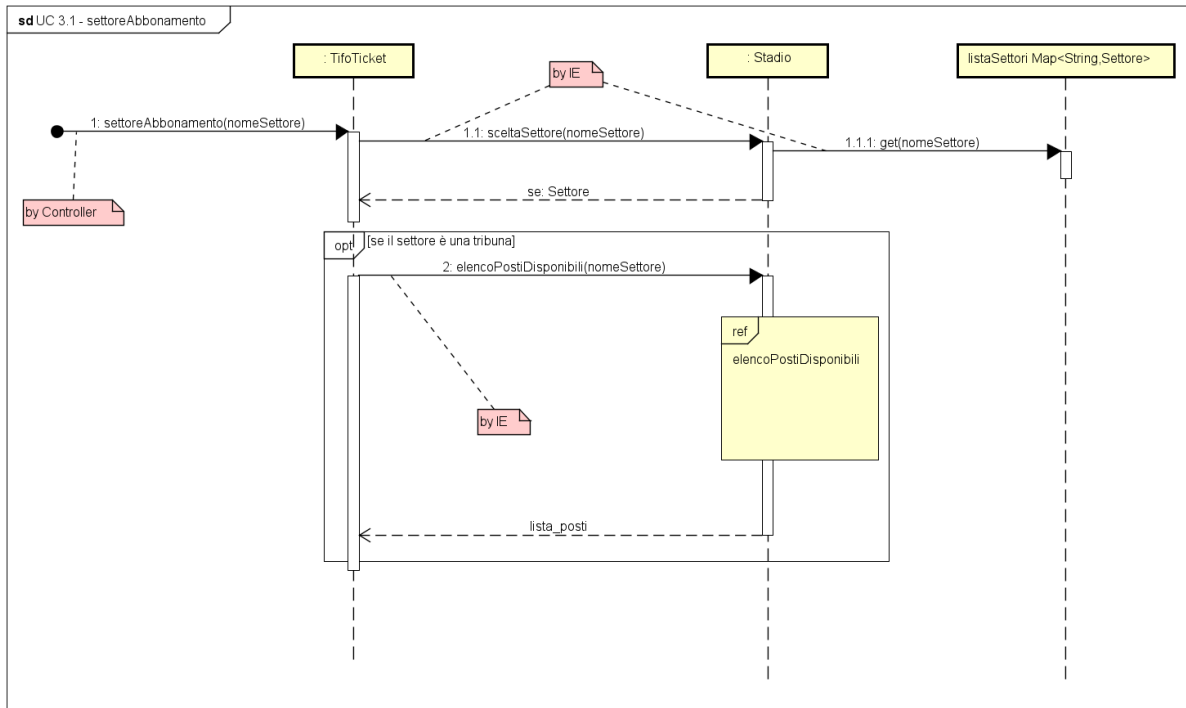 sd UC 3.1 - settoreAbbonamento
: TifoTicket
: Stadio
listaSettori Map<String,Settore>
by IE
1: settoreAbbonamento(nomeSettore)
1.1: sceltaSettore(nomeSettore)
1.1.1: get(nomeSettore)
se: Settore
by Controller
opt
[se il settore è una tribuna]
2: elencoPostiDisponibili(nomeSettore)
ref
elencoPostiDisponibili
by IE
lista_posti